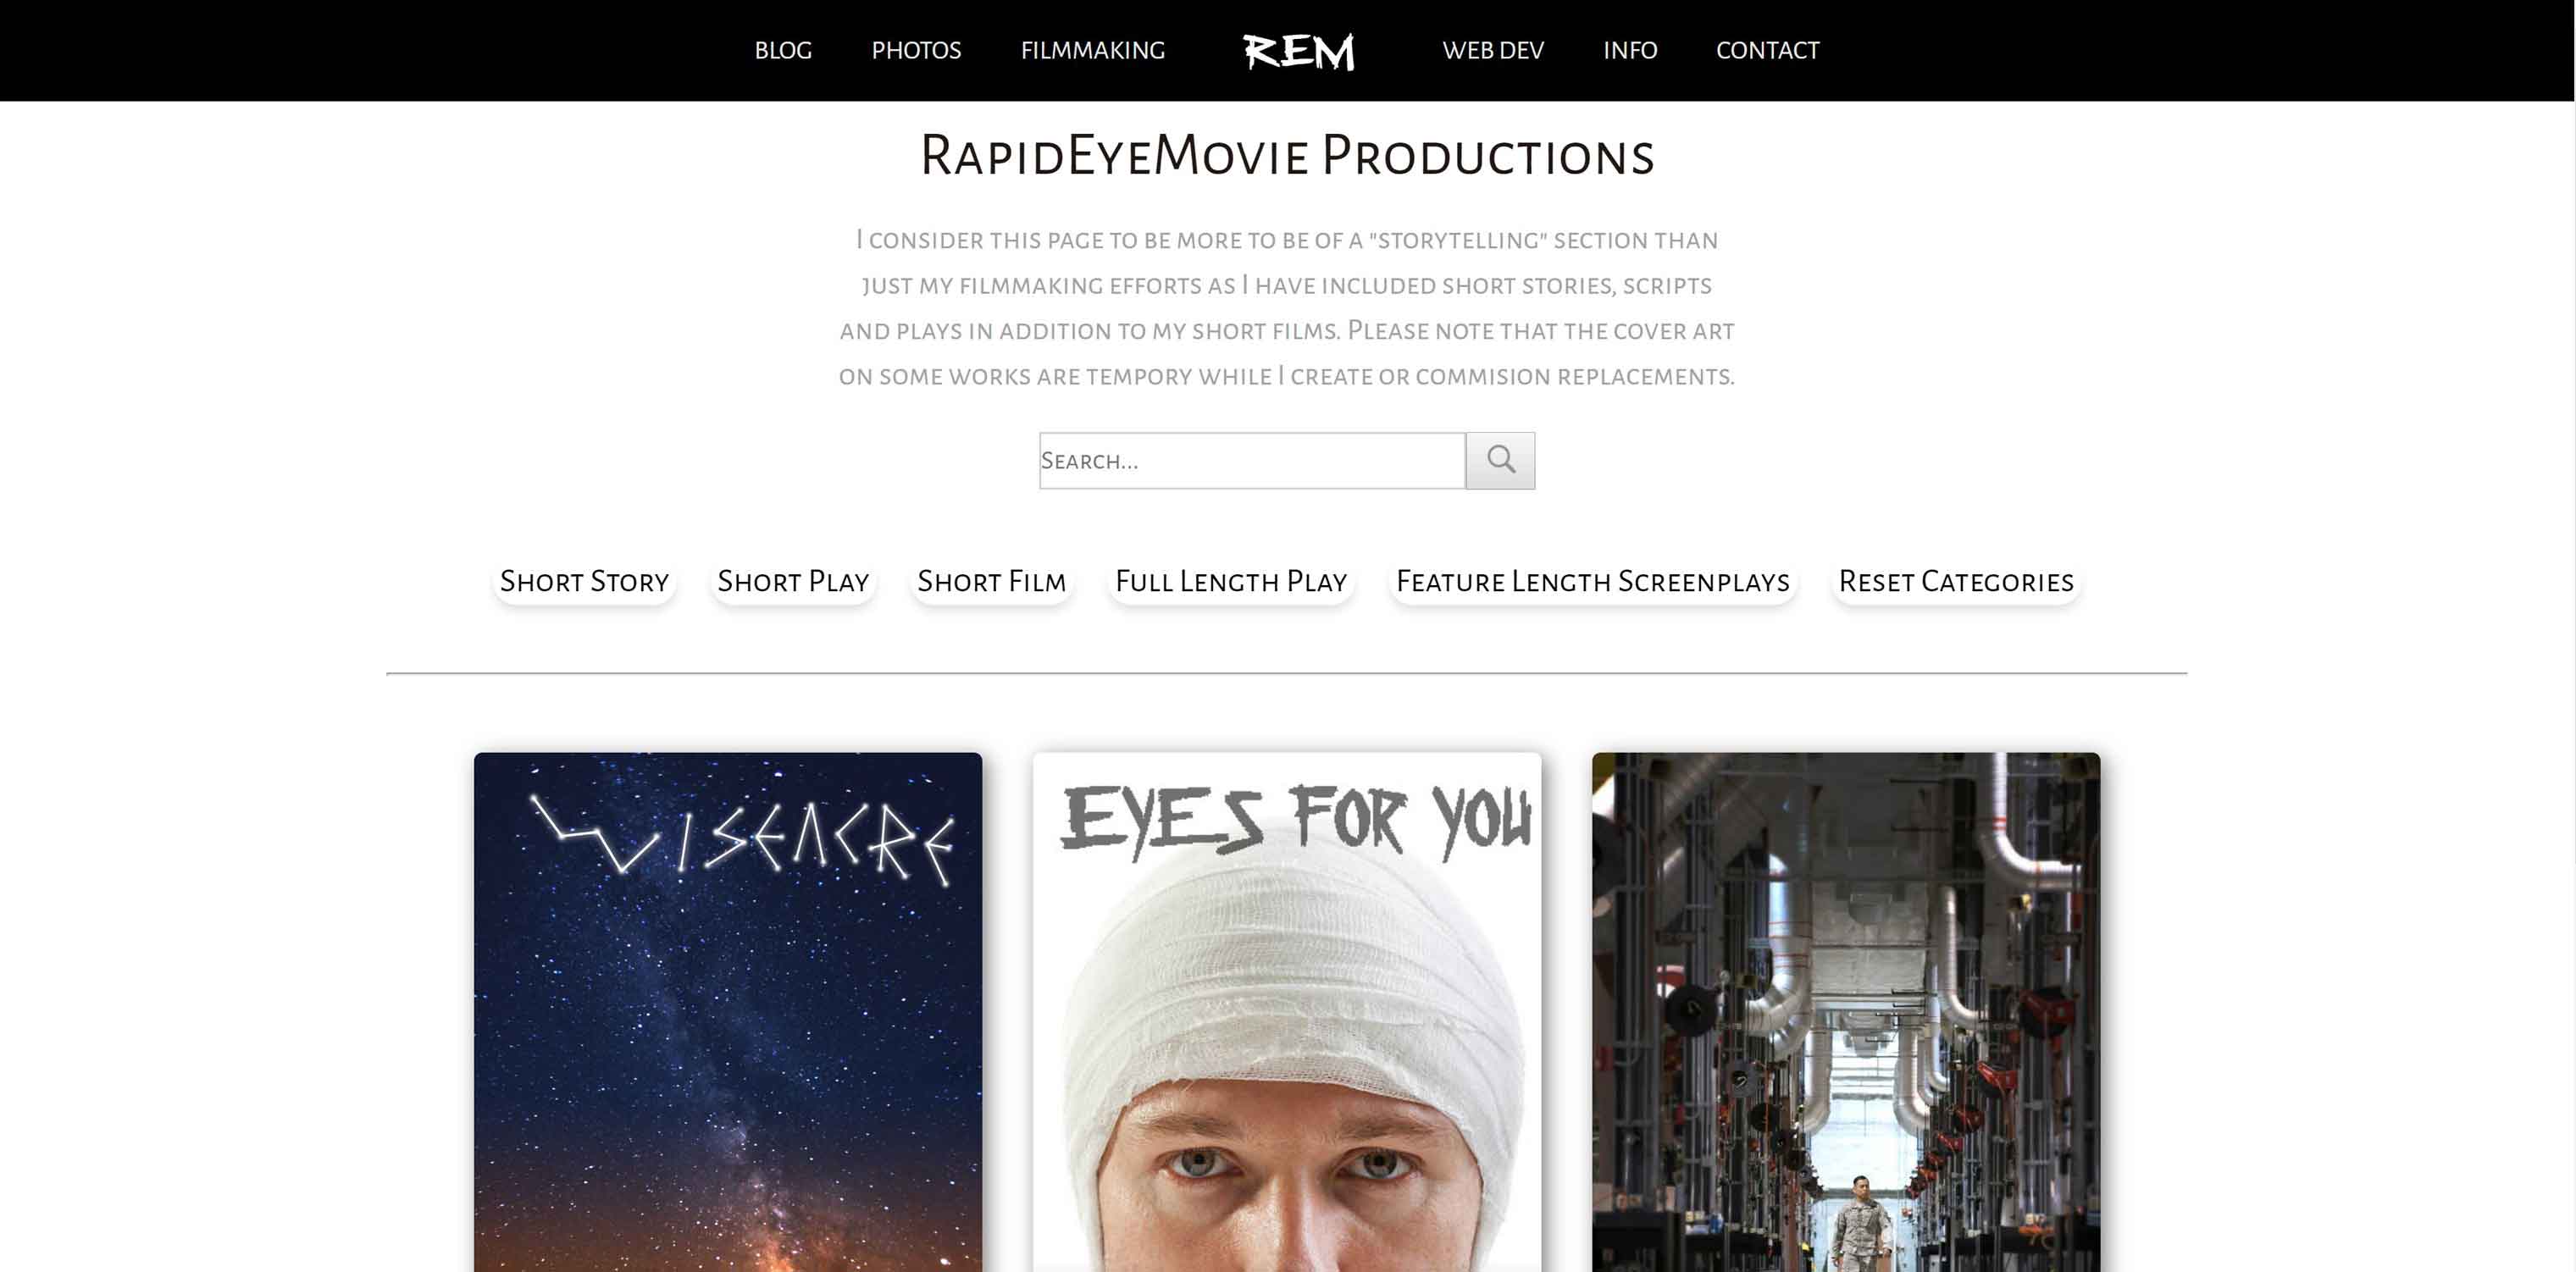 BLOG PHOTOS FILMMAKING REM WEB DEV INFO CONTACT
RapidEyeMovie Productions
I consider this page to be more to be of a "storytelling" section than
just my filmmaking efforts as I have included short stories, scripts
and plays in addition to my short films. Please note that the cover art
on some works are tempory while I create or commision replacements.
Search...
Short Story Short Play Short Film Full Length Play Feature Length Screenplays Reset Categories
WISEACRE
EYES FOR YOU